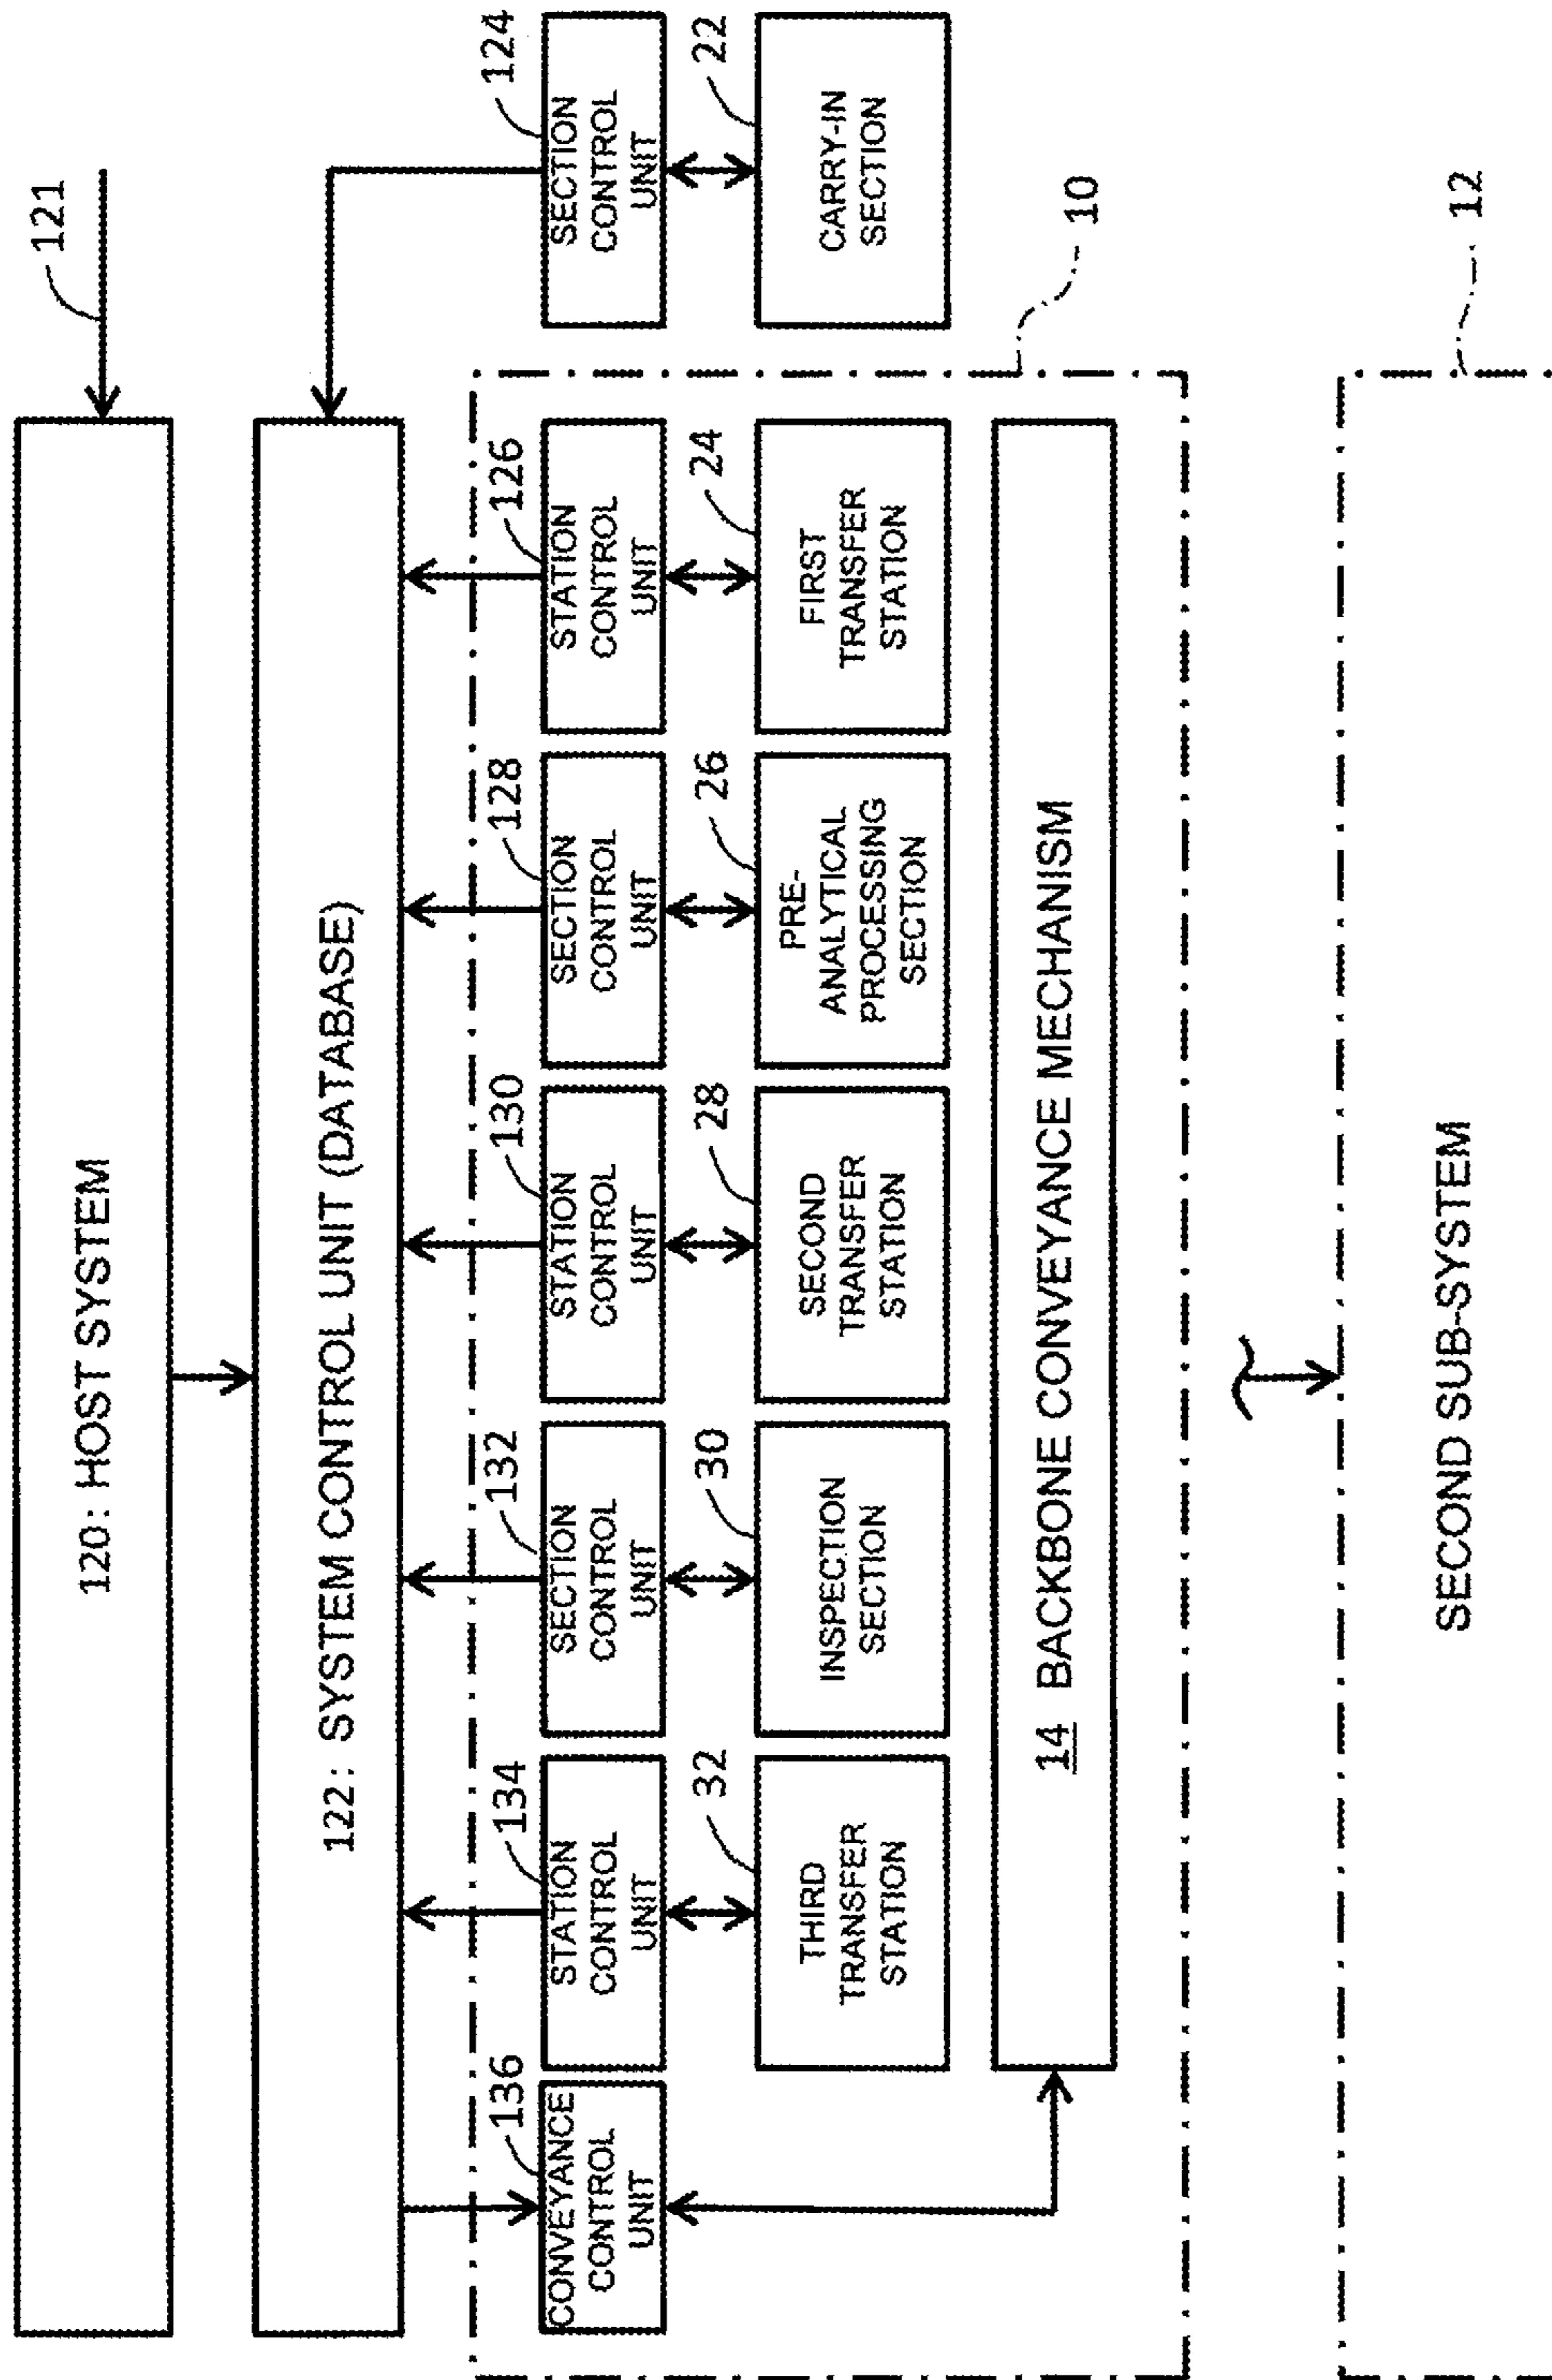 120: HOST SYSTEM
121
122: SYSTEM CONTROL UNIT (DATABASE)
136
CONVEYANCE
CONTROL
UNIT
134
STATION
CONTROL
UNIT
132
SECTION
CONTROL
UNIT
130
STATION
CONTROL
UNIT
128
SECTION
CONTROL
UNIT
126
STATION
CONTROL
UNIT
124
SECTION
CONTROL
UNIT
32
THIRD
TRANSFER
STATION
30
INSPECTION
SECTION
28
SECOND
TRANSFER
STATION
26
PRE-
ANALYTICAL
PROCESSING
SECTION
24
FIRST
TRANSFER
STATION
22
CARRY-IN
SECTION
14 BACKBONE CONVEYANCE MECHANISM
10
12
SECOND SUB-SYSTEM